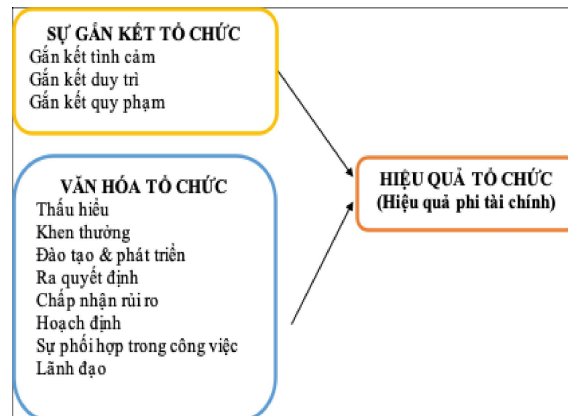 SỰ GẮN KẾT TỔ CHỨC
Gắn kết tình cảm
Gắn kết duy trì
Gắn kết quy phạm
VĂN HÓA TỔ CHỨC
Thấu hiểu
Khen thưởng
Đào tạo & phát triển
Ra quyết định
Chấp nhận rủi ro
Hoạch định
Sự phối hợp trong công việc
Lãnh đạo
HIỆU QUẢ TỔ CHỨC
(Hiệu quả phi tài chính)